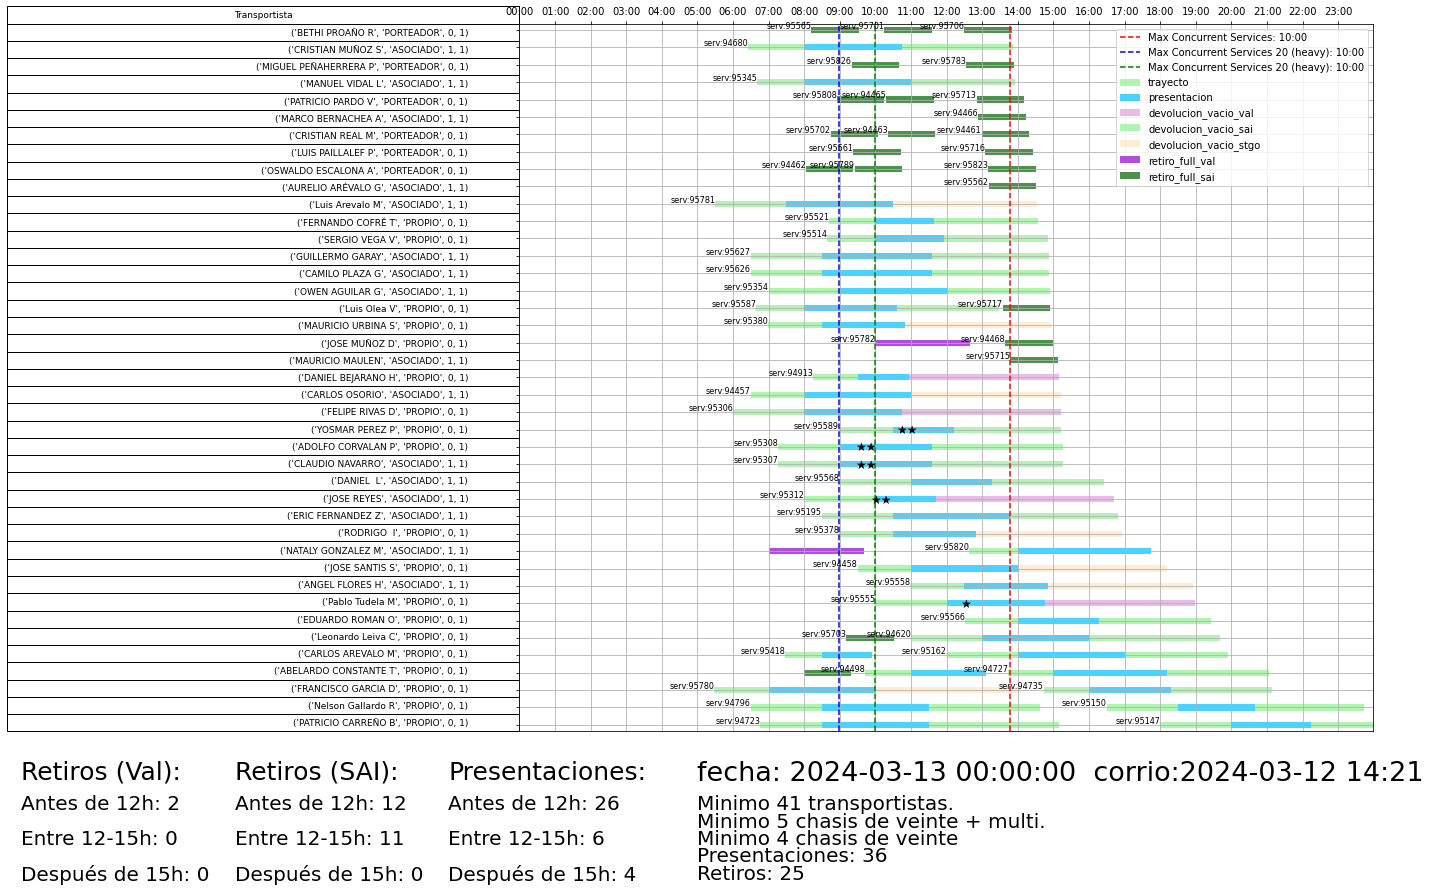 Transportista
00:00 01:00 02:00 03:00 04:00 05:00 06:00 07:00 08:00 09:00 10:00 11:00 12:00 13:00 14:00 15:00 16:00 17:00 18:00 19:00 20:00 21:00 22:00 23:00
('BETHI PROAÑO R', 'PORTEADOR', 0, 1) serv:95565 serv:95701 serv:95706
('CRISTIAN MUÑOZ S', 'ASOCIADO', 1, 1) serv:94680
('MIGUEL PEÑAHERRERA P', 'PORTEADOR', 0, 1) serv:95826 serv:95783
('MANUEL VIDAL L', 'ASOCIADO', 1, 1) serv:95345
('PATRICIO PARDO V', 'PORTEADOR', 0, 1) serv:95808 serv:94465 serv:95713
('MARCO BERNACHEA A', 'ASOCIADO', 0, 1) serv:94466
('CRISTIAN REAL M', 'PORTEADOR', 0, 1) serv:95702 serv:94463 serv:94461
('LUIS PAILLALEF P', 'PORTEADOR', 0, 1) serv:95561 serv:95716
('OSWALDO ESCALONA A', 'PORTEADOR', 0, 1) serv:94462 serv:95789 serv:95823
('AURELIO ARÉVALO G', 'ASOCIADO', 1, 1) serv:95562
('Luis Arevalo M', 'ASOCIADO', 1, 1) serv:95781
('FERNANDO COFRÉ T', 'PROPIO', 0, 1) serv:95521
('SERGIO VEGA V', 'PROPIO', 0, 1) serv:95514
('GUILLERMO GARAY', 'ASOCIADO', 1, 1) serv:95627
('CAMILO PLAZA G', 'ASOCIADO', 1, 1) serv:95626
('OWEN AGUILAR G', 'ASOCIADO', 1, 1) serv:95354
('Luis Olea V', 'PROPIO', 0, 1) serv:95587 serv:95717
('MAURICIO URBINA S', 'PROPIO', 0, 1) serv:95380
('JOSE MUÑOZ D', 'PROPIO', 0, 1) serv:95782 serv:94468
('MAURICIO MAULEN', 'ASOCIADO', 1, 1) serv:95715
('DANIEL BEJARANO H', 'PROPIO', 0, 1) serv:94913
('CARLOS OSORIO', 'ASOCIADO', 1, 1) serv:94457
('FELIPE RIVAS D', 'PROPIO', 0, 1) serv:95306
('YOSMAR PEREZ P', 'PROPIO', 0, 1) serv:95589
('ADOLFO CORVALAN P', 'PROPIO', 0, 1) serv:95308
('CLAUDIO NAVARRO', 'ASOCIADO', 1, 1) serv:95307
('DANIEL  L', 'ASOCIADO', 1, 1) serv:95568
('JOSE REYES', 'ASOCIADO', 1, 1) serv:95312
('ERIC FERNANDEZ Z', 'ASOCIADO', 1, 1) serv:95195
('RODRIGO  I', 'PROPIO', 0, 1) serv:95378
('NATALY GONZALEZ M', 'ASOCIADO', 1, 1) serv:95820
('JOSE SANTIS S', 'PROPIO', 0, 1) serv:94458
('ANGEL FLORES H', 'ASOCIADO', 1, 1) serv:95558
('Pablo Tudela M', 'PROPIO', 0, 1) serv:95555
('EDUARDO ROMAN O', 'PROPIO', 0, 1) serv:95566
('Leonardo Leiva C', 'PROPIO', 0, 1) serv:95703 serv:94620
('CARLOS AREVALO M', 'PROPIO', 0, 1) serv:95418 serv:95162
('ABELARDO CONSTANTE T', 'PROPIO', 0, 1) serv:94498 serv:94727
('FRANCISCO GARCIA D', 'PROPIO', 0, 1) serv:95780 serv:94735
('Nelson Gallardo R', 'PROPIO', 0, 1) serv:94796 serv:95150
('PATRICIO CARREÑO B', 'PROPIO', 0, 1) serv:94723 serv:95147
Max Concurrent Services: 10:00
Max Concurrent Services 20 (heavy): 10:00
Max Concurrent Services 20 (heavy): 10:00
trayecto
presentacion
devolucion_vacio_val
devolucion_vacio_sai
devolucion_vacio_stgo
retiro_full_val
retiro_full_sai
Retiros (Val):
Antes de 12h: 2
Entre 12-15h: 0
Después de 15h: 0
Retiros (SAI):
Antes de 12h: 12
Entre 12-15h: 11
Después de 15h: 0
Presentaciones:
Antes de 12h: 26
Entre 12-15h: 6
Después de 15h: 4
fecha: 2024-03-13 00:00:00  corrio:2024-03-12 14:21
Minimo 41 transportistas.
Minimo 5 chasis de veinte + multi.
Minimo 4 chasis de veinte
Presentaciones: 36
Retiros: 25